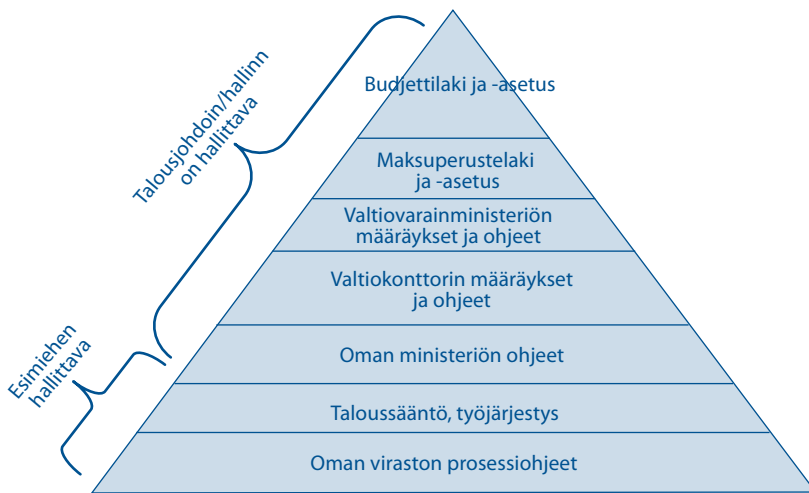 Budjettilaki ja -asetus
Maksuperustelaki
ja -asetus
Valtiovarainministeriön
määräykset ja ohjeet
Valtiokonttorin määräykset
ja ohjeet
Oman ministeriön ohjeet
Taloussääntö, työjärjestys
Oman viraston prosessiohjeet
Talousjohdoin/hallinn
on hallittava
Esimiehen
hallittava